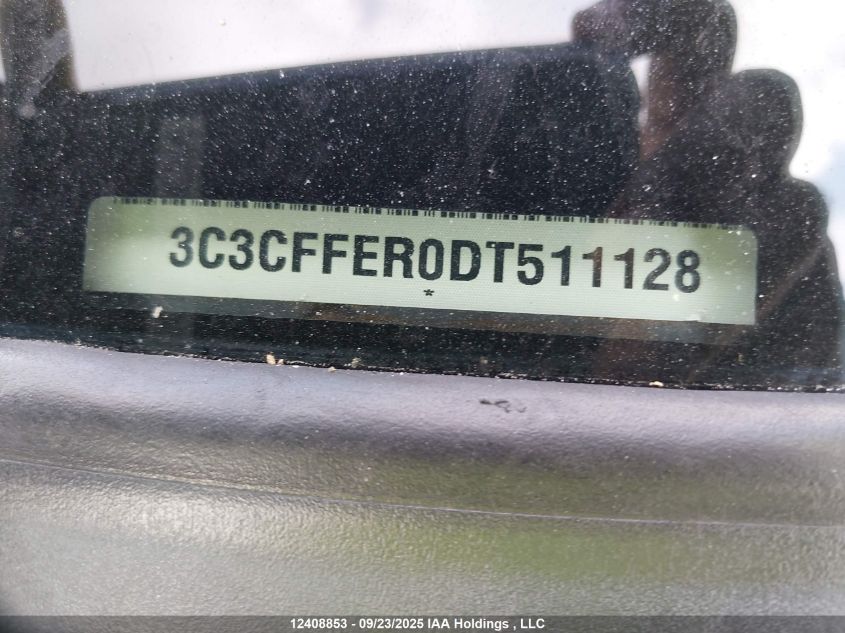 3C3CFFER0DT511128
*
12408853 - 09/23/2025 IAA Holdings , LLC